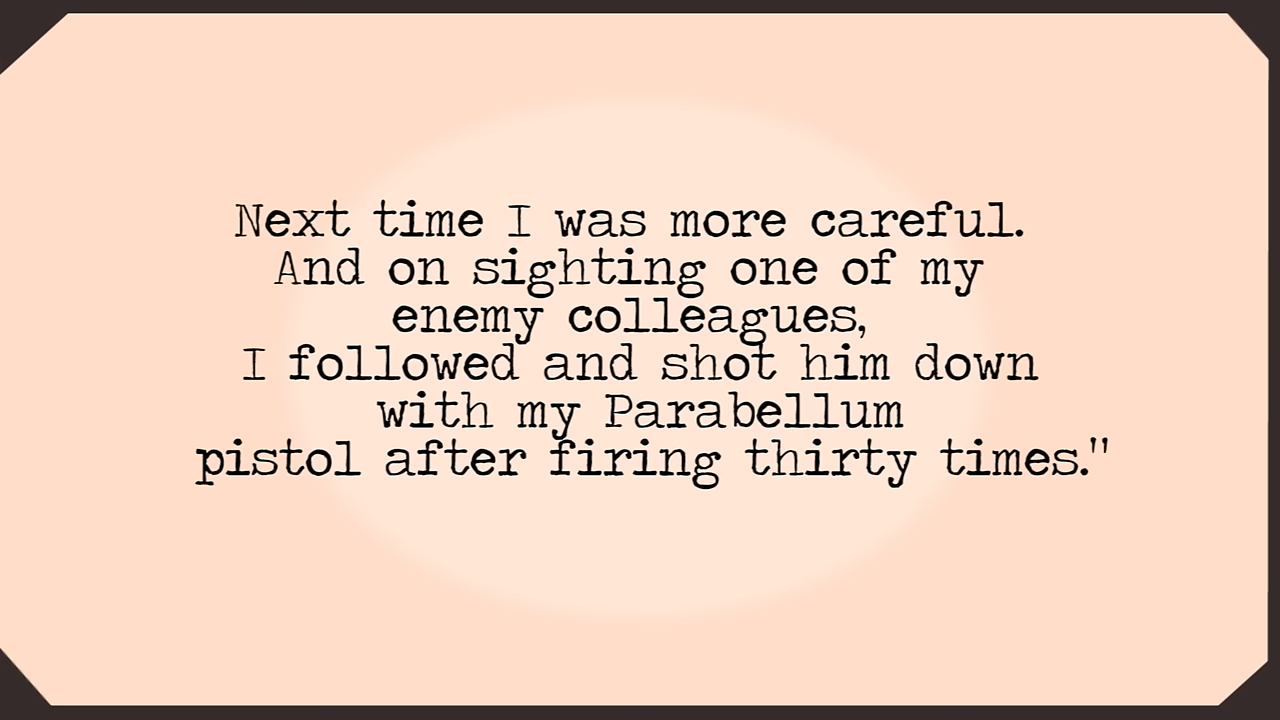 Next time I was more careful.
And on sighting one of my
enemy colleagues,
I followed and shot him down
with my Parabellum
pistol after firing thirty times."